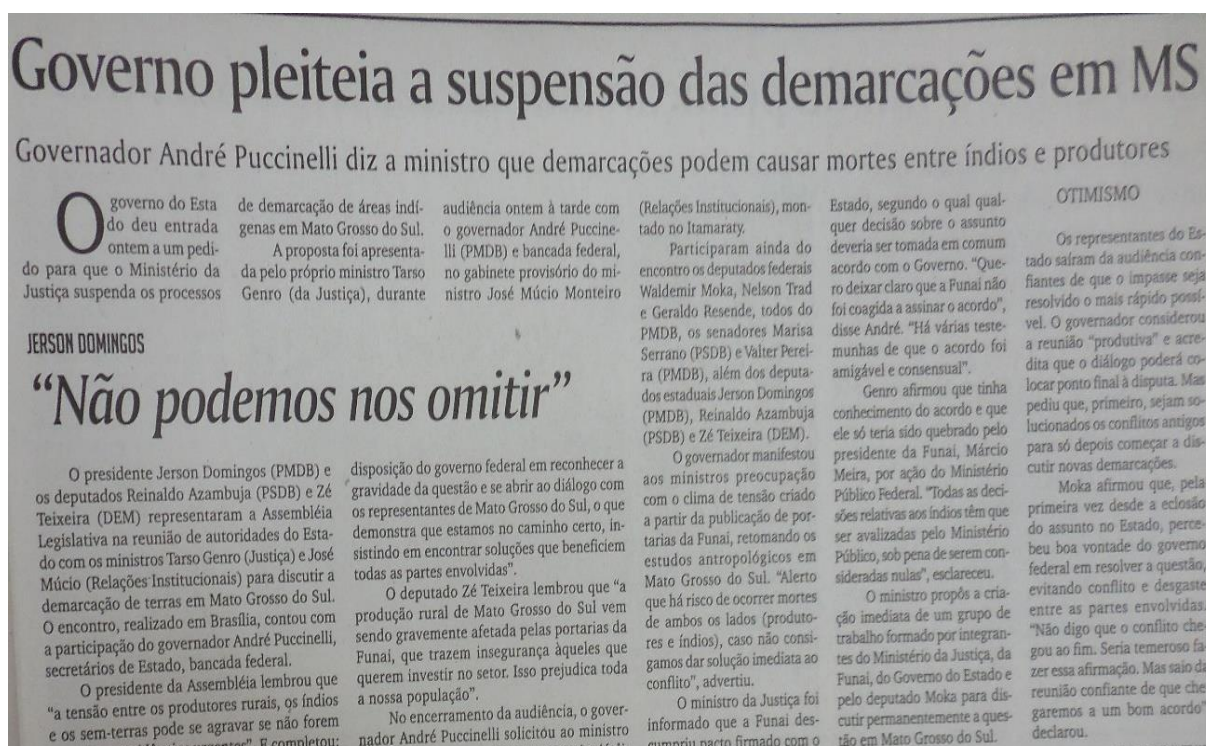 Governo pleiteia a suspensão das demarcações em MS
Governador André Puccinelli diz a ministro que demarcações podem causar mortes entre índios e produtores
O governo do Esta
do deu entrada
ontem a um pedi-
do para que o Ministério da
Justiça suspenda os processos
de demarcação de áreas indí-
genas em Mato Grosso do Sul.
A proposta foi apresenta-
da pelo próprio ministro Tarso
Genro (da Justiça), durante
audiência ontem à tarde com
o governador André Puccine-
lli (PMDB) e bancada federal,
no gabinete provisório do mi-
nistro José Múcio Monteiro
(Relações Institucionais), mon-
tado no Itamaraty.
Participaram ainda do
encontro os deputados federais
Waldemir Moka, Nelson Trad
e Geraldo Resende, todos do
PMDB, os senadores Marisa
Serrano (PSDB) e Valter Perei-
ra (PMDB), além dos deputa-
dos estaduais Jerson Domingos
(PMDB), Reinaldo Azambuja
(PSDB) e Zé Teixeira (DEM).
O governador manifestou
aos ministros preocupação
com o clima de tensão criado
a partir da publicação de por-
tarias da Funai, retomando os
estudos antropológicos em
Mato Grosso do Sul. "Alerto
que há risco de ocorrer mortes
de ambos os lados (produto-
res e índios), caso não consi-
gamos dar solução imediata ao
conflito", advertiu.
O ministro da Justiça foi
informado que a Funai des-
cumpriu pacto firmado com o
Estado, segundo o qual qual-
quer decisão sobre o assunto
deveria ser tomada em comum
acordo com o Governo. "Que-
ro deixar claro que a Funai não
foi coagida a assinar o acordo",
disse André. "Há várias teste-
munhas de que o acordo foi
amigável e consensual".
Genro afirmou que tinha
conhecimento do acordo e que
ele só teria sido quebrado pelo
presidente da Funai, Márcio
Meira, por ação do Ministério
Público Federal. "Todas as deci-
sões relativas aos índios têm que
ser avalizadas pelo Ministério
Público, sob pena de serem con-
sideradas nulas", esclareceu.
O ministro propôs a cria-
ção imediata de um grupo de
trabalho formado por integran-
tes do Ministério da Justiça, da
Funai, do Governo do Estado e
pelo deputado Moka para dis-
cutir permanentemente a ques-
tão em Mato Grosso do Sul.
OTIMISMO
Os representantes do Es-
tado saíram da audiência con-
fiantes de que o impasse seja
resolvido o mais rápido possí-
vel. O governador considerou
a reunião "produtiva" e acre-
dita que o diálogo poderá co-
locar ponto final à disputa. Mas
pediu que, primeiro, sejam so-
lucionados os conflitos antigos
para só depois começar a dis-
cutir novas demarcações.
Moka afirmou que, pela
primeira vez desde a eclosão
do assunto no Estado, perce-
beu boa vontade do governo
federal em resolver a questão,
evitando conflito e desgaste
entre as partes envolvidas.
"Não digo que o conflito che-
gou ao fim. Seria temeroso fa-
zer essa afirmação. Mas saio da
reunião confiante de que che
garemos a um bom acordo"
declarou.
JERSON DOMINGOS
"Não podemos nos omitir"
O presidente Jerson Domingos (PMDB) e
os deputados Reinaldo Azambuja (PSDB) e Zé
Teixeira (DEM) representaram a Assembléia
Legislativa na reunião de autoridades do Esta-
do com os ministros Tarso Genro (Justiça) e José
Múcio (Relações Institucionais) para discutir a
demarcação de terras em Mato Grosso do Sul.
O encontro, realizado em Brasília, contou com
a participação do governador André Puccinelli,
secretários de Estado, bancada federal.
O presidente da Assembléia lembrou que
"a tensão entre os produtores rurais, os índios
e os sem-terras pode se agravar se não forem
E completou:
disposição do governo federal em reconhecer a
gravidade da questão e se abrir ao diálogo com
os representantes de Mato Grosso do Sul, o que
demonstra que estamos no caminho certo, in-
sistindo em encontrar soluções que beneficiem
todas as partes envolvidas".
O deputado Zé Teixeira lembrou que "a
produção rural de Mato Grosso do Sul vem
sendo gravemente afetada pelas portarias da
Funai, que trazem insegurança àqueles que
querem investir no setor. Isso prejudica toda
a nossa população".
No encerramento da audiência, o gover-
nador André Puccinelli solicitou ao ministro